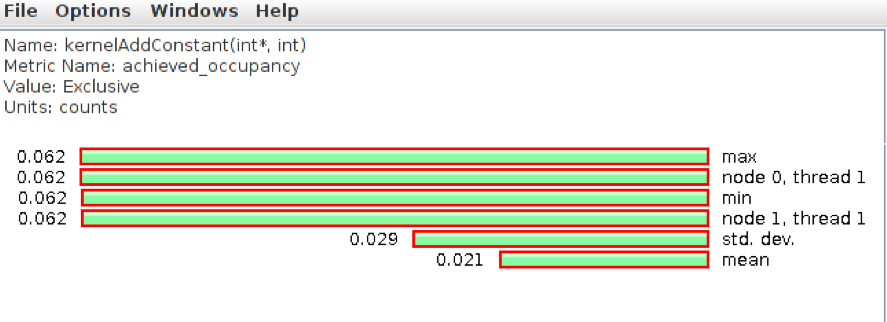 File Options Windows Help
Name: kernelAddConstant(int*, int)
Metric Name: achieved_occupancy
Value: Exclusive
Units: counts
0.062 max
0.062 node 0, thread 1
0.062 min
0.062 node 1, thread 1
0.029 std. dev.
0.021 mean